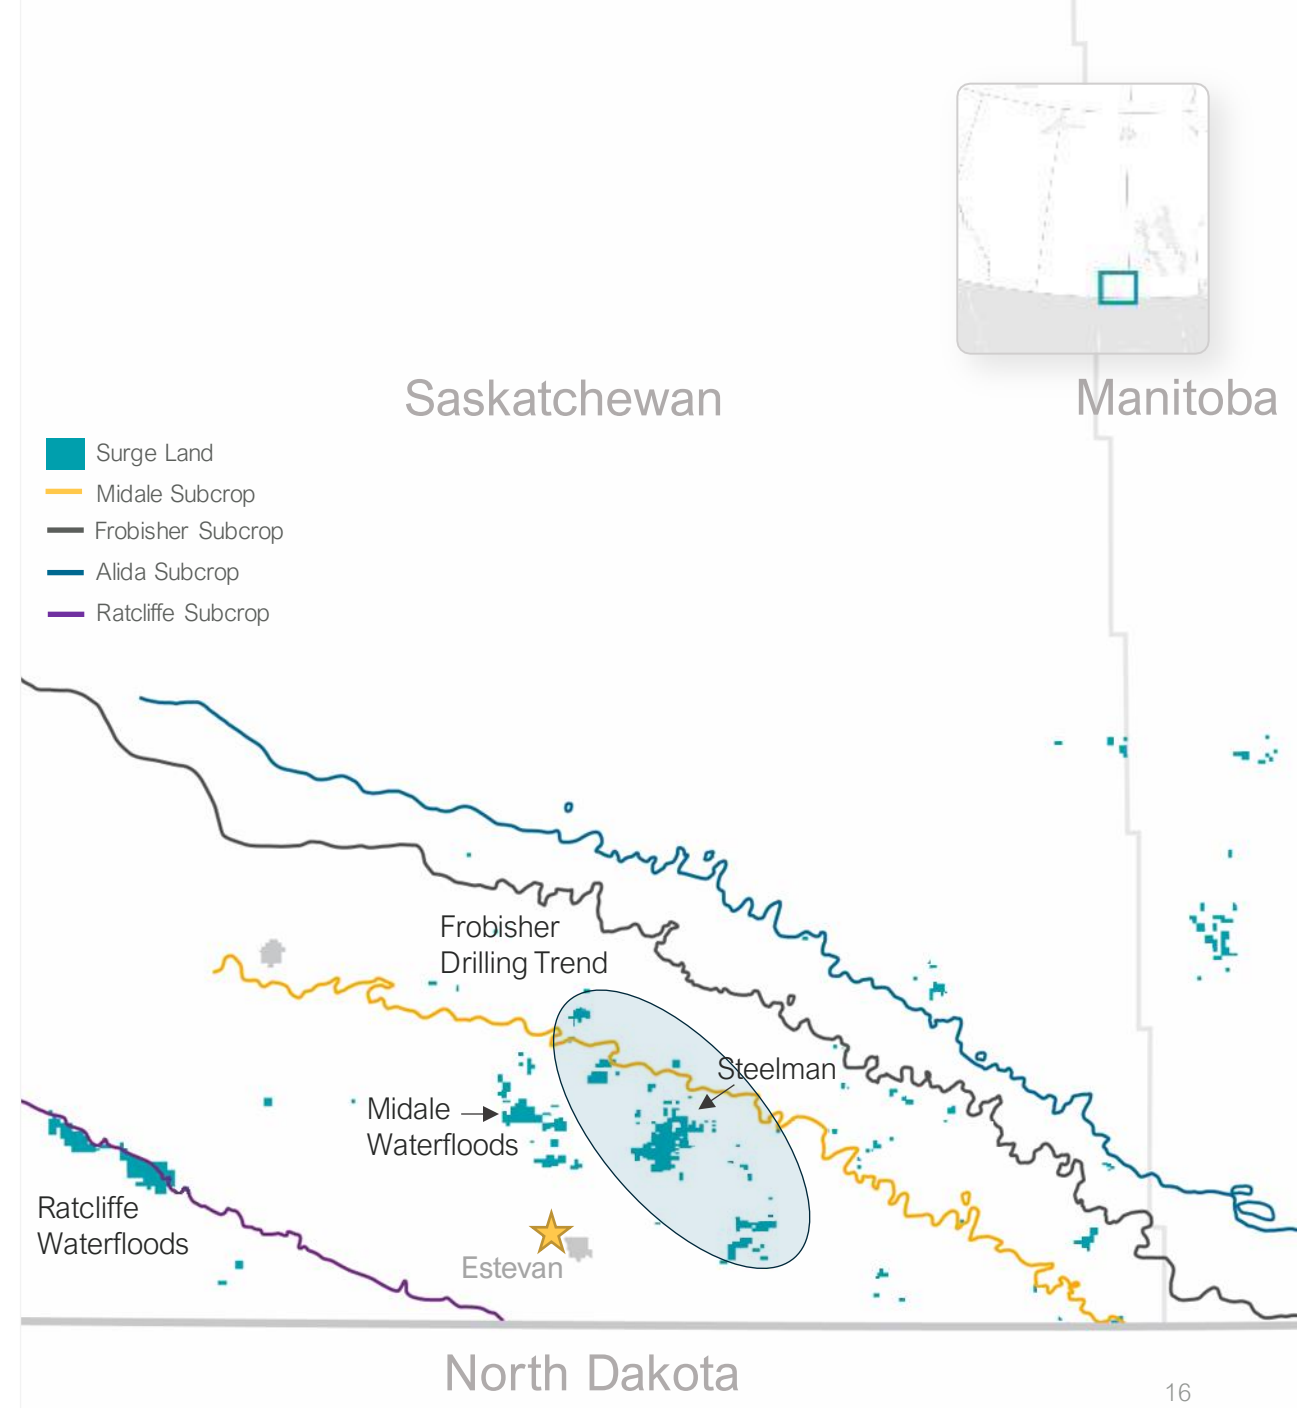 Saskatchewan
Manitoba
Surge Land
Midale Subcrop
Frobisher Subcrop
Alida Subcrop
Ratcliffe Subcrop
Frobisher
Drilling Trend
Steelman
Midale
Waterfloods
Ratcliffe
Waterfloods
Estevan
North Dakota
16